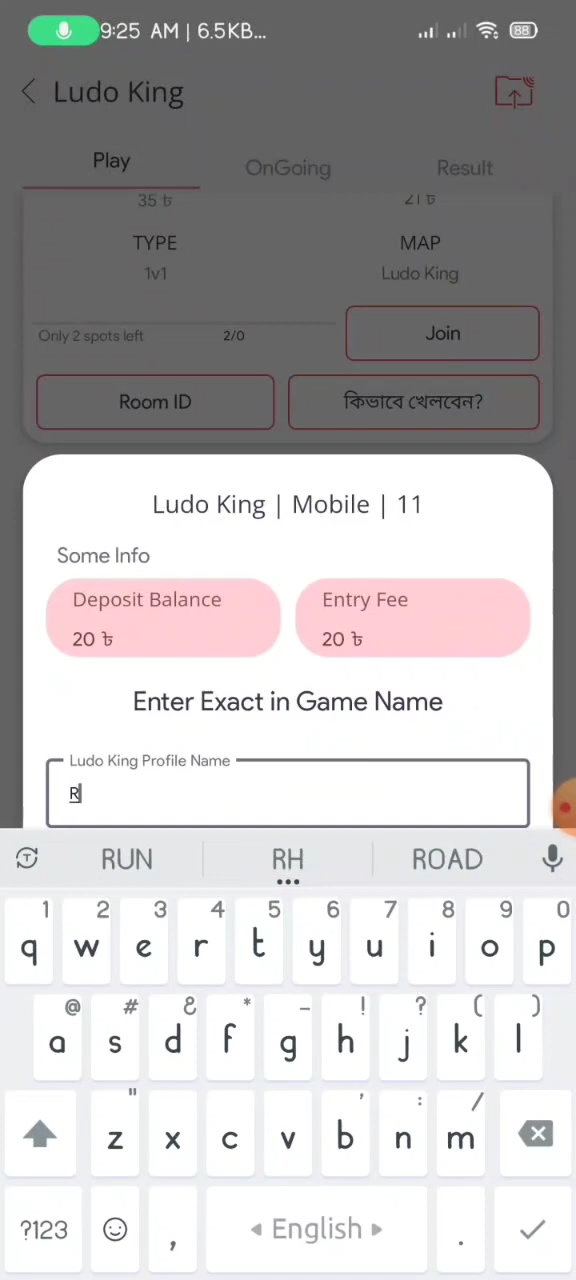 9:25 AM | 6.5KB...
88
Ludo King
Play OnGoing Result
35 ৳ 21 ৳
TYPE MAP
1v1 Ludo King
Only 2 spots left 2/0 Join
Room ID কিভাবে খেলবেন?
Ludo King | Mobile | 11
Some Info
Deposit Balance Entry Fee
20 ৳ 20 ৳
Enter Exact in Game Name
Ludo King Profile Name
R
RUN RH ROAD
1 2 3 4 5 6 7 8 9 0
q w e r t y u i o p
@ # & * - ! ? ( )
a s d f g h j k l
" ' : /
z x c v b n m
?123 , English .